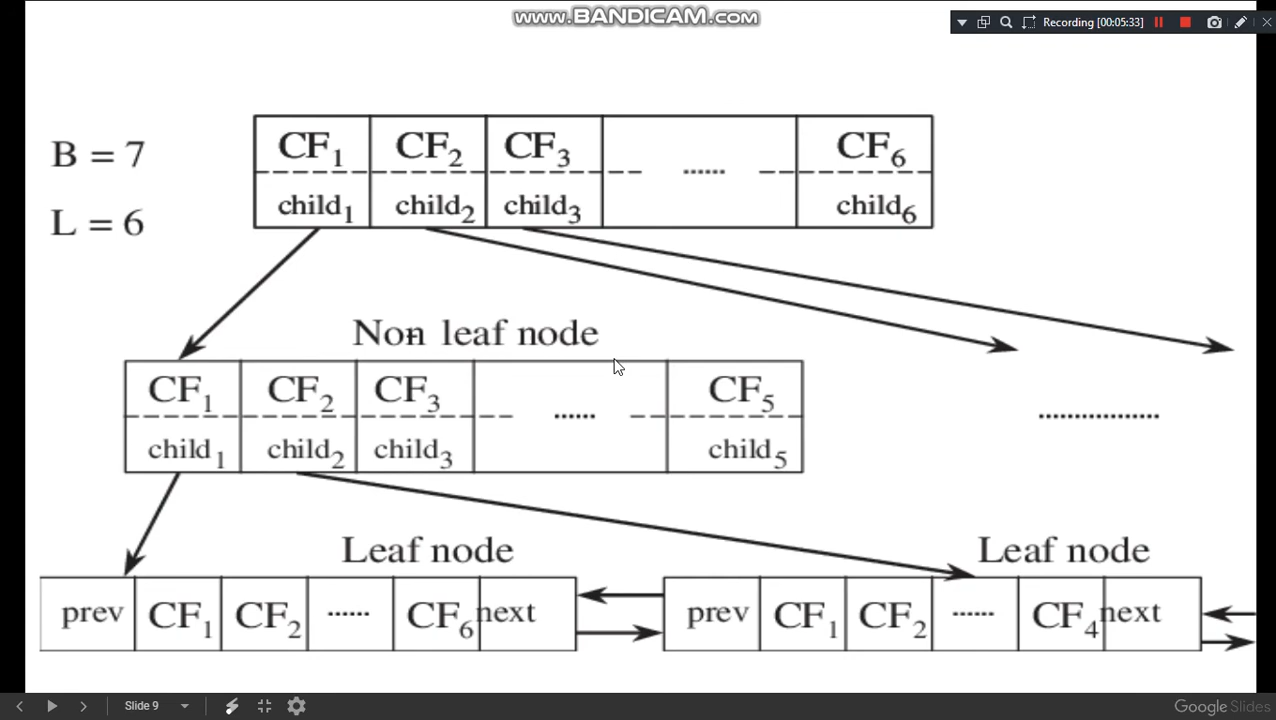 www.BANDICAM.com
Recording [00:05:33]
B = 7
L = 6
CF1 CF2 CF3 ...... CF6
child1 child2 child3 child6
Non leaf node
CF1 CF2 CF3 ...... CF5
child1 child2 child3 child5
.................
Leaf node Leaf node
prev CF1 CF2 ...... CF6 next prev CF1 CF2 ...... CF4 next
Slide 9
Google Slides